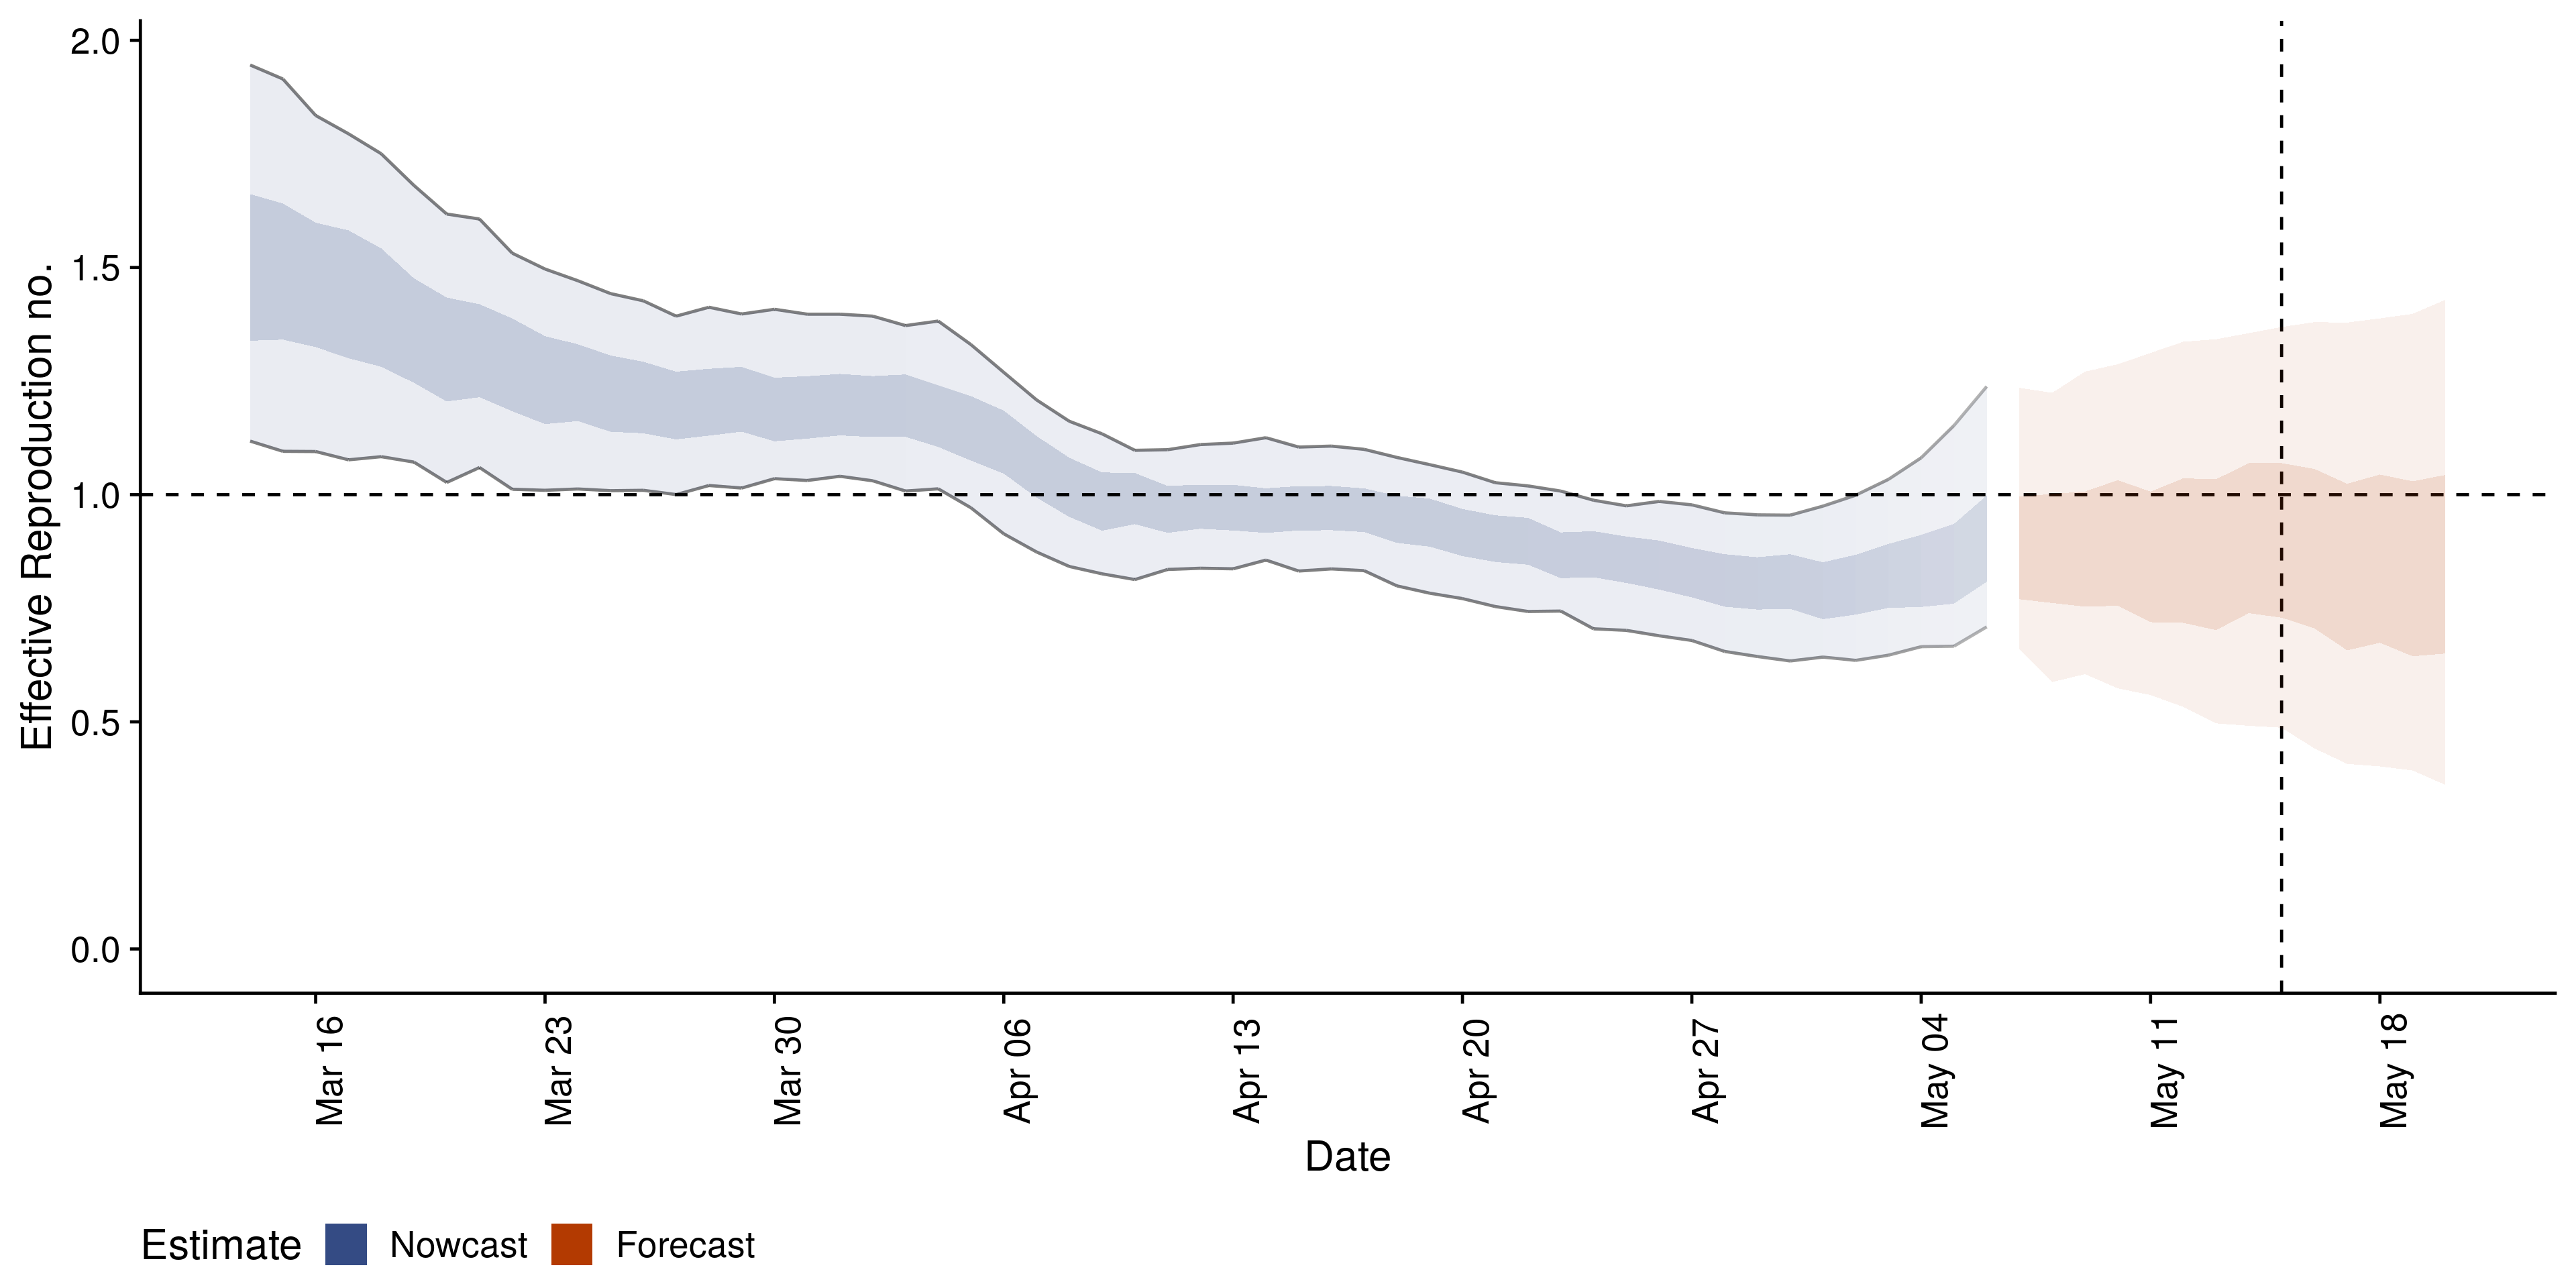 Effective Reproduction no.
2.0
1.5
1.0
0.5
0.0
Mar 16
Mar 23
Mar 30
Apr 06
Apr 13
Apr 20
Apr 27
May 04
May 11
May 18
Date
Estimate Nowcast Forecast